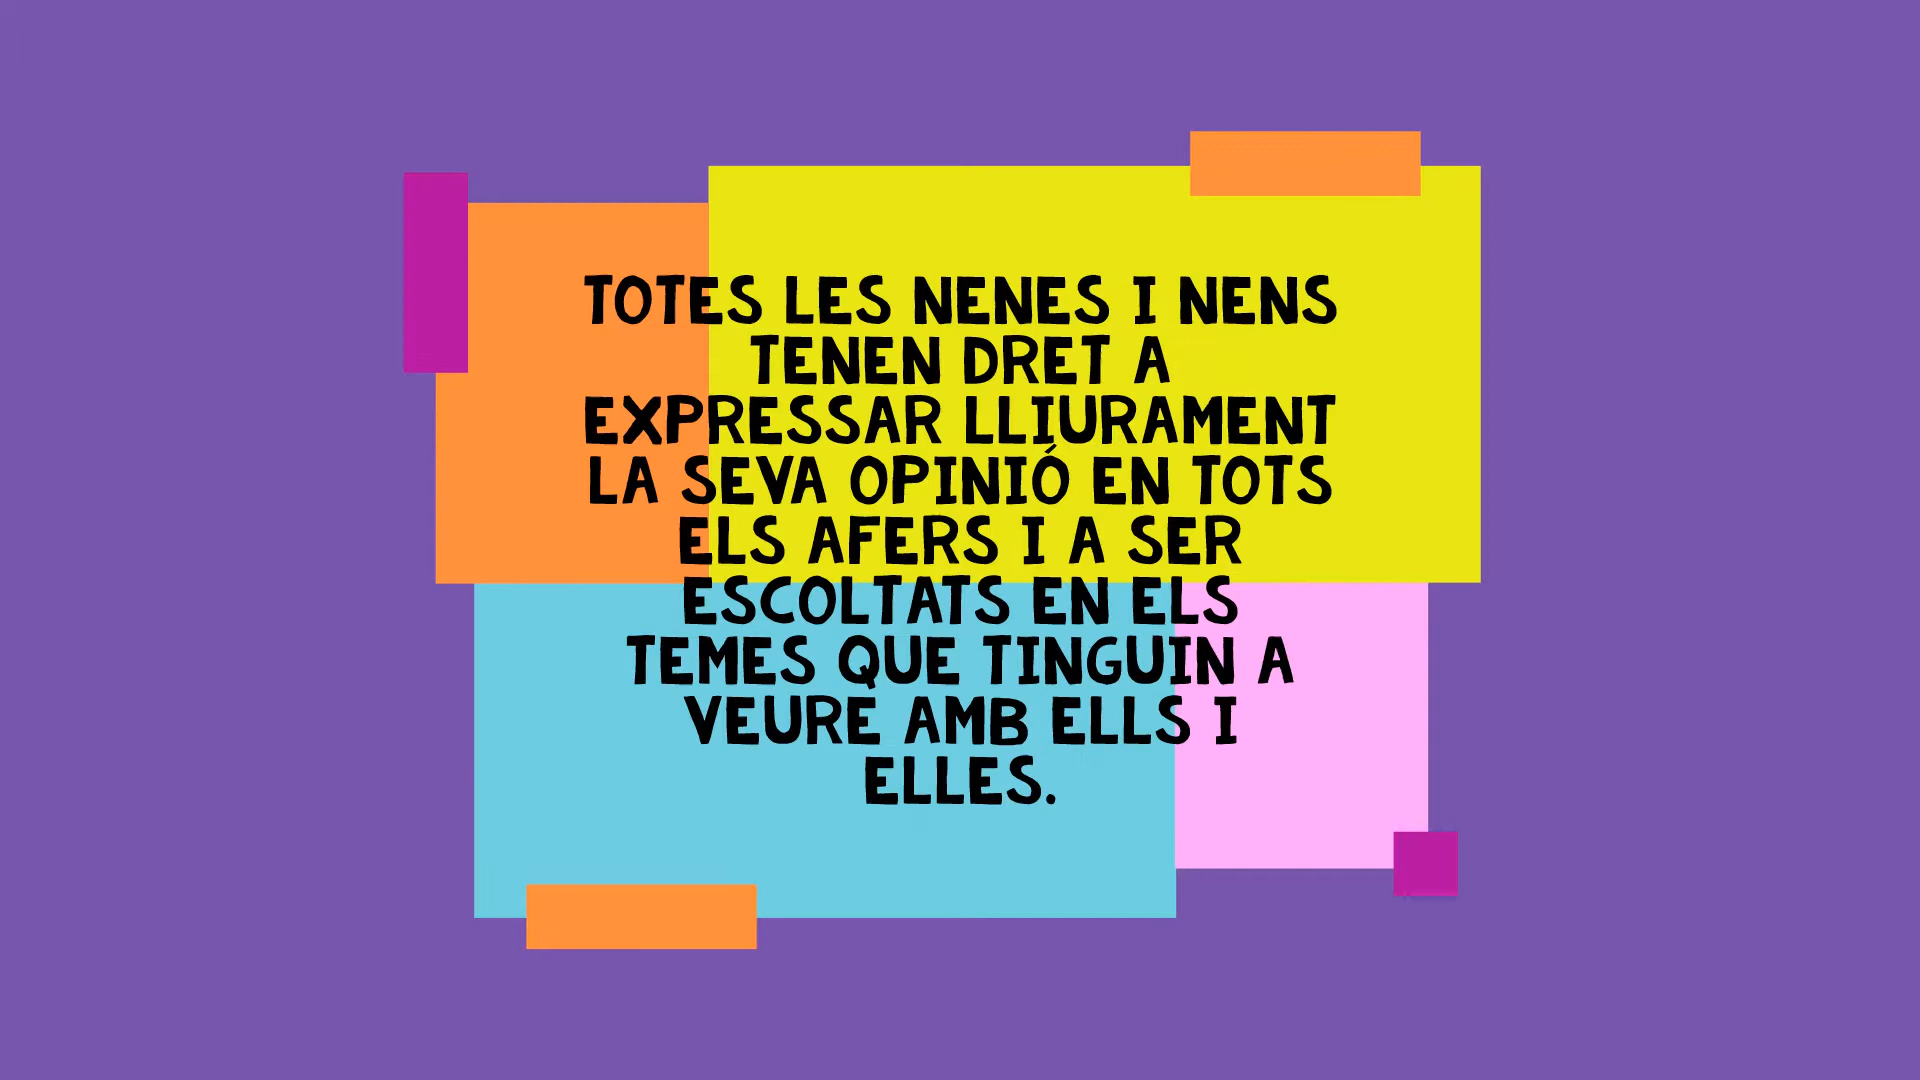 TOTES LES NENES I NENS
TENEN DRET A
EXPRESSAR LLIURAMENT
LA SEVA OPINIÓ EN TOTS
ELS AFERS I A SER
ESCOLTATS EN ELS
TEMES QUE TINGUIN A
VEURE AMB ELLS I
ELLES.